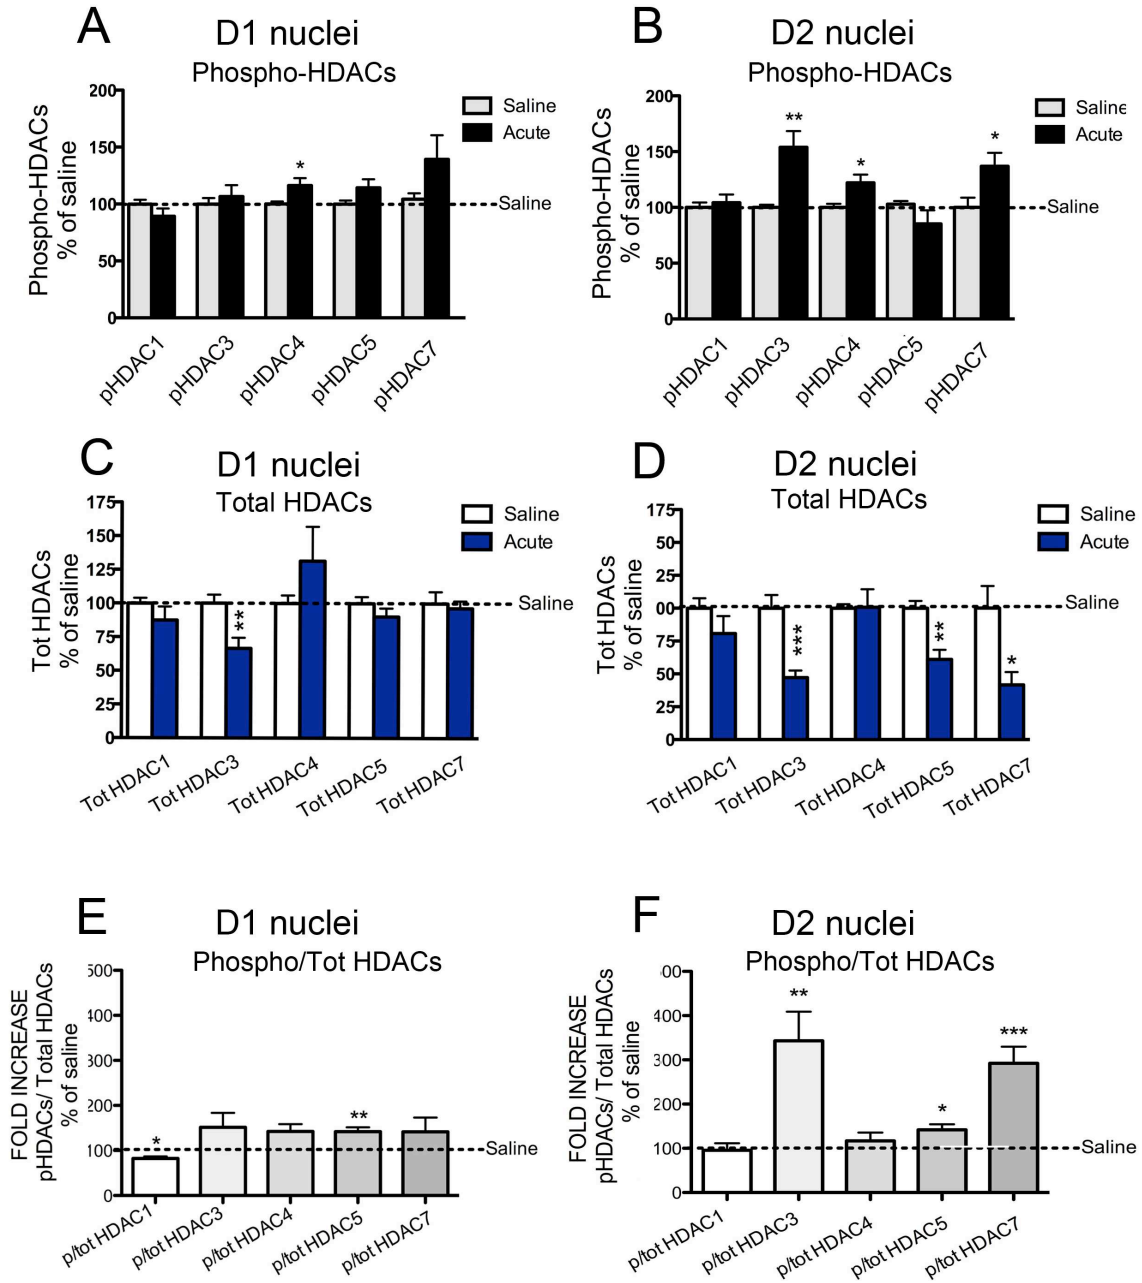 A
D1 nuclei
Phospho-HDACs
Phospho-HDACs
% of saline
200
150
100
50
0
*
Saline
Acute
Saline
pHDAC1
pHDAC3
pHDAC4
pHDAC5
pHDAC7
B
D2 nuclei
Phospho-HDACs
Phospho-HDACs
% of saline
200
150
100
50
0
**
*
*
Saline
Acute
Saline
pHDAC1
pHDAC3
pHDAC4
pHDAC5
pHDAC7
C
D1 nuclei
Total HDACs
Tot HDACs
% of saline
175
150
125
100
75
50
25
0
**
Saline
Acute
Saline
Tot HDAC1
Tot HDAC3
Tot HDAC4
Tot HDAC5
Tot HDAC7
D
D2 nuclei
Total HDACs
Tot HDACs
% of saline
175
50
25
00
75
50
25
0
***
**
*
Saline
Acute
Saline
Tot HDAC1
Tot HDAC3
Tot HDAC4
Tot HDAC5
Tot HDAC7
E
D1 nuclei
Phospho/Tot HDACs
FOLD INCREASE
pHDACs/ Total HDACs
% of saline
500
400
300
200
100
0
*
**
Saline
p/tot HDAC1
p/tot HDAC3
p/tot HDAC4
p/tot HDAC5
p/tot HDAC7
F
D2 nuclei
Phospho/Tot HDACs
FOLD INCREASE
pHDACs/ Total HDACs
% of saline
00
400
300
200
100
0
**
*
***
Saline
p/tot HDAC1
p/tot HDAC3
p/tot HDAC4
p/tot HDAC5
p/tot HDAC7